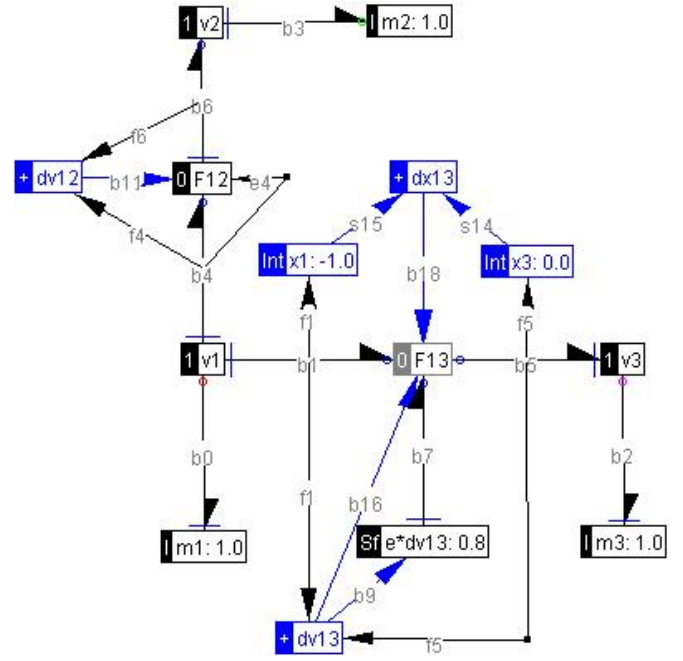 1 v2
b3
I m2: 1.0
b6
f6
+ dv12
b11
0 F12
e4
+ dx13
f4
s15
s14
b4
Int x1: -1.0
b18
Int x3: 0.0
f1
f5
1 v1
b1
0 F13
b5
1 v3
b0
b7
b2
f1
b16
I m1: 1.0
Sf e*dv13: 0.8
I m3: 1.0
b9
+ dv13
f5